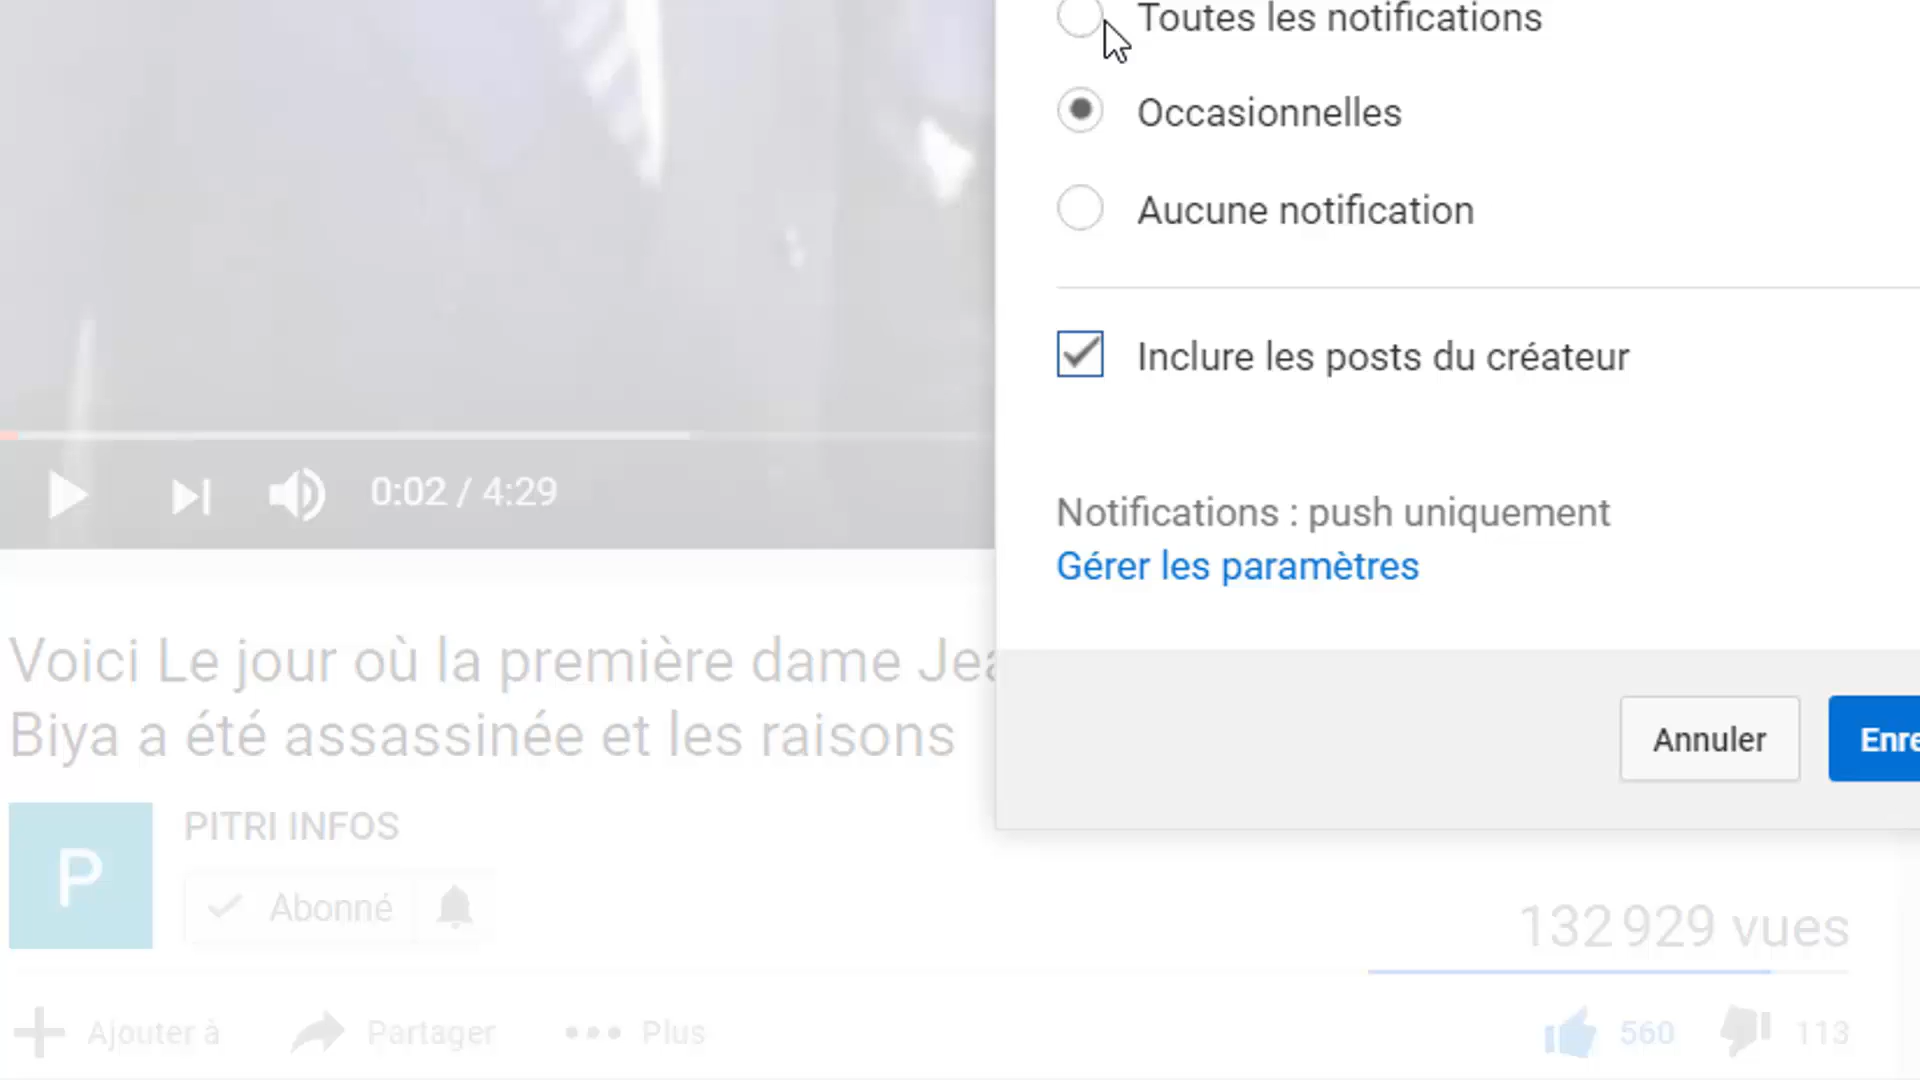 Toutes les notifications
Occasionnelles
Aucune notification
Inclure les posts du créateur
Notifications : push uniquement
Gérer les paramètres
Annuler
0:02 / 4:29
Voici Le jour où la première dame
Biya a été assassinée et les raisons
P
PITRI INFOS
Abonné
132 929 vues
Ajouter à
Partager
Plus
560
113